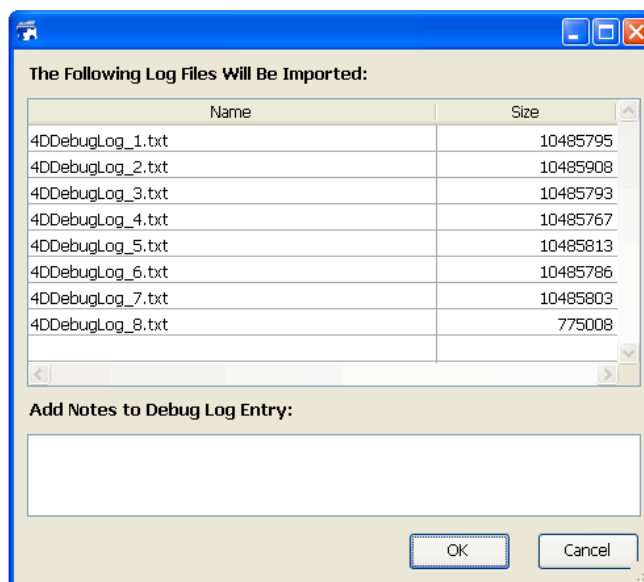 The Following Log Files Will Be Imported:
Name Size
4DDebugLog_1.txt 10485795
4DDebugLog_2.txt 10485908
4DDebugLog_3.txt 10485793
4DDebugLog_4.txt 10485767
4DDebugLog_5.txt 10485813
4DDebugLog_6.txt 10485786
4DDebugLog_7.txt 10485803
4DDebugLog_8.txt 775008
Add Notes to Debug Log Entry:
OK Cancel